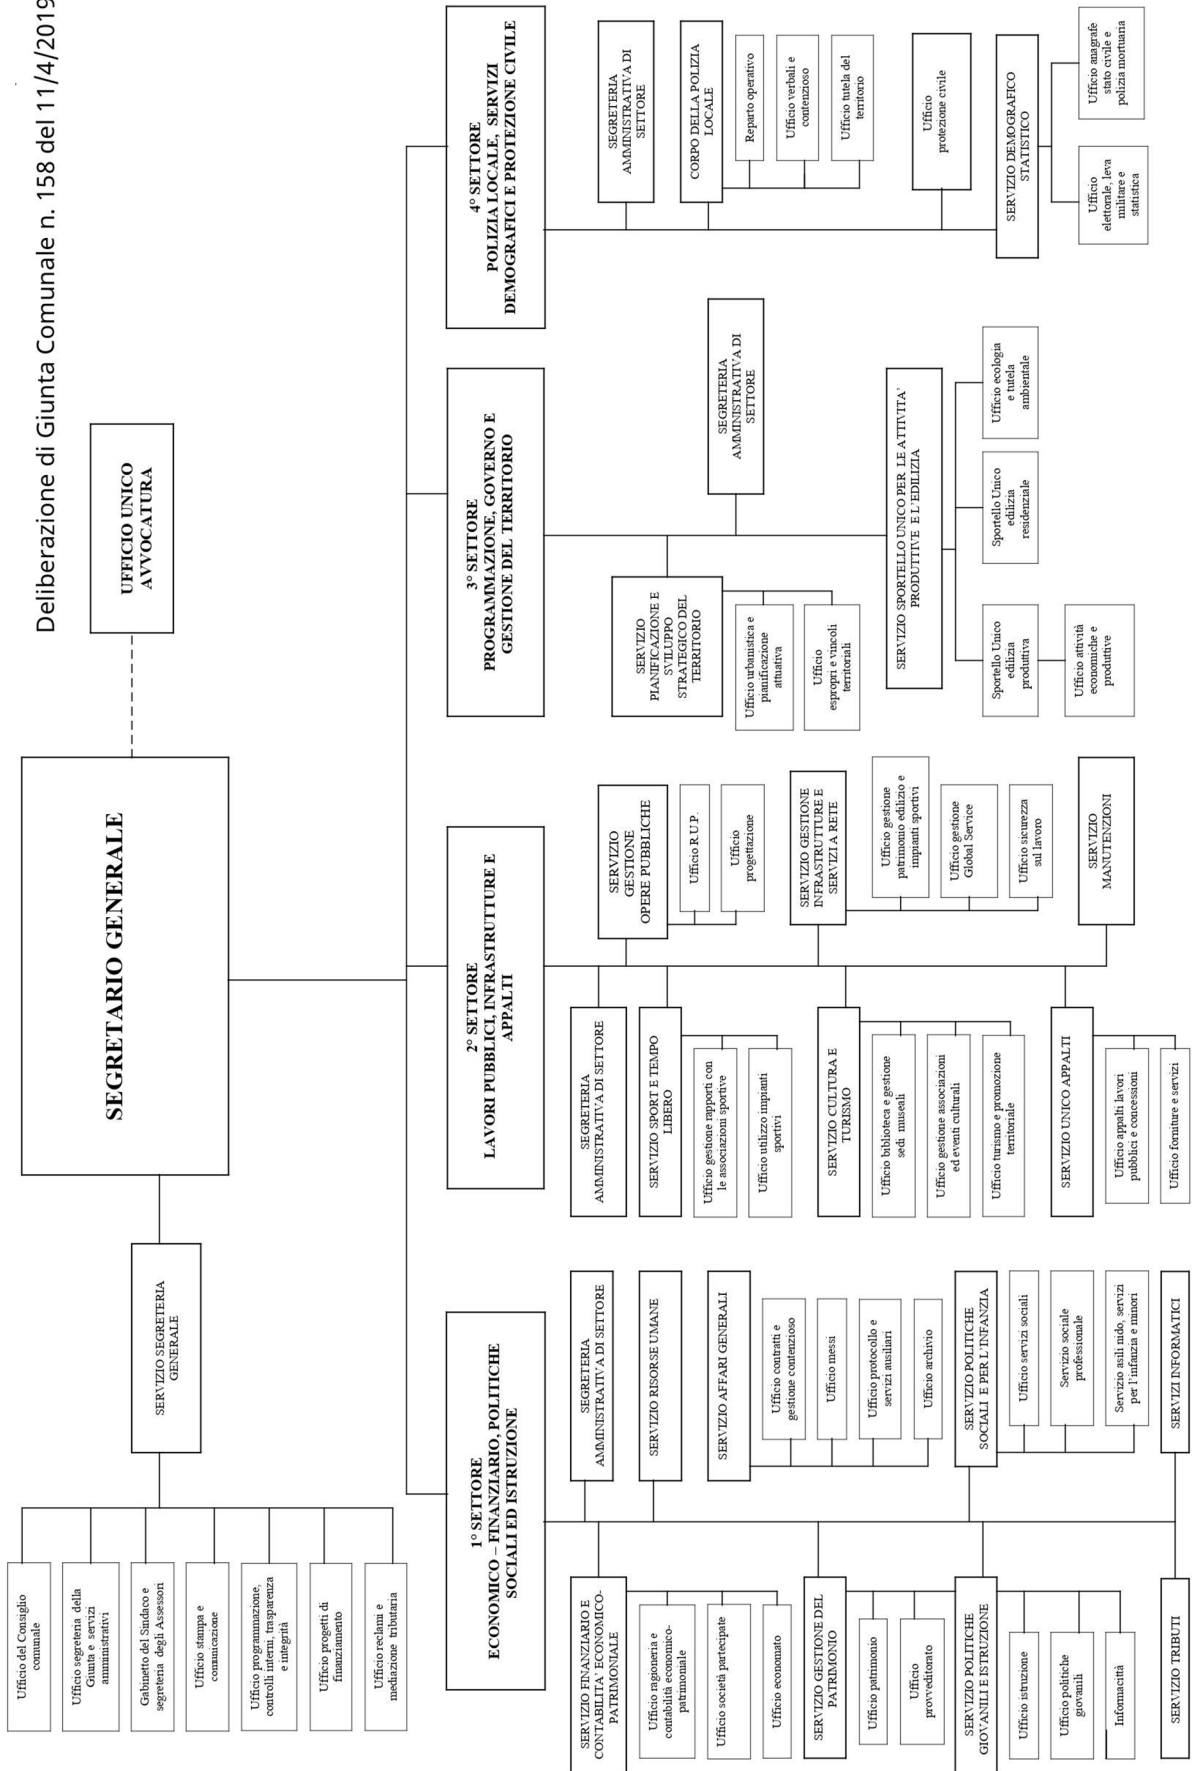 Deliberazione di Giunta Comunale n. 158 del 11/4/2019
SEGRETARIO GENERALE
UFFICIO UNICO
AVVOCATURA
SERVIZIO SEGRETERIA
GENERALE
Ufficio del Consiglio
comunale
Ufficio segreteria della
Giunta e servizi
amministrativi
Gabinetto del Sindaco e
segreteria degli Assessori
Ufficio stampa e
comunicazione
Ufficio programmazione,
controlli interni, trasparenza
e integrità
Ufficio progetti di
finanziamento
Ufficio reclami e
mediazione tributaria
1° SETTORE
ECONOMICO – FINANZIARIO, POLITICHE
SOCIALI ED ISTRUZIONE
SERVIZIO FINANZIARIO E
CONTABILITA' ECONOMICO-
PATRIMONIALE
Ufficio ragioneria e
contabilità economico-
patrimoniale
Ufficio società partecipate
Ufficio economato
SERVIZIO GESTIONE DEL
PATRIMONIO
Ufficio patrimonio
Ufficio
provveditorato
SERVIZIO POLITICHE
GIOVANILI E ISTRUZIONE
Ufficio istruzione
Ufficio politiche
giovanili
Informacittà
SERVIZIO TRIBUTI
SEGRETERIA
AMMINISTRATIVA DI SETTORE
SERVIZIO RISORSE UMANE
SERVIZIO AFFARI GENERALI
Ufficio contratti e
gestione contenzioso
Ufficio messi
Ufficio protocollo e
servizi ausiliari
Ufficio archivio
SERVIZIO POLITICHE
SOCIALI E PER L'INFANZIA
Ufficio servizi sociali
Servizio sociale
professionale
Servizio asili nido, servizi
per l'infanzia e minori
SERVIZI INFORMATICI
2° SETTORE
LAVORI PUBBLICI, INFRASTRUTTURE E
APPALTI
SEGRETERIA
AMMINISTRATIVA DI SETTORE
SERVIZIO SPORT E TEMPO
LIBERO
Ufficio gestione rapporti con
le associazioni sportive
Ufficio utilizzo impianti
sportivi
SERVIZIO CULTURA E
TURISMO
Ufficio biblioteca e gestione
sedi museali
Ufficio gestione associazioni
ed eventi culturali
Ufficio turismo e promozione
territoriale
SERVIZIO UNICO APPALTI
Ufficio appalti lavori
pubblici e concessioni
Ufficio forniture e servizi
SERVIZIO
GESTIONE
OPERE PUBBLICHE
Ufficio R.U.P.
Ufficio
progettazione
SERVIZIO GESTIONE
INFRASTRUTTURE E
SERVIZI A RETE
Ufficio gestione
patrimonio edilizio e
impianti sportivi
Ufficio gestione
Global Service
Ufficio sicurezza
sul lavoro
SERVIZIO
MANUTENZIONI
3° SETTORE
PROGRAMMAZIONE, GOVERNO E
GESTIONE DEL TERRITORIO
SERVIZIO
PIANIFICAZIONE E
SVILUPPO
STRATEGICO DEL
TERRITORIO
Ufficio urbanistica e
pianificazione
attuativa
Ufficio
espropri e vincoli
territoriali
SEGRETERIA
AMMINISTRATIVA DI
SETTORE
SERVIZIO SPORTELLO UNICO PER LE ATTIVITA'
PRODUTTIVE E L'EDILIZIA
Sportello Unico
edilizia
produttiva
Ufficio attività
economiche e
produttive
Sportello Unico
edilizia
residenziale
Ufficio ecologia
e tutela
ambientale
4° SETTORE
POLIZIA LOCALE, SERVIZI
DEMOGRAFICI E PROTEZIONE CIVILE
SEGRETERIA
AMMINISTRATIVA DI
SETTORE
CORPO DELLA POLIZIA
LOCALE
Reparto operativo
Ufficio verbali e
contenzioso
Ufficio tutela del
territorio
Ufficio
protezione civile
SERVIZIO DEMOGRAFICO
STATISTICO
Ufficio
elettorale, leva
militare e
statistica
Ufficio anagrafe
stato civile e
polizia mortuaria